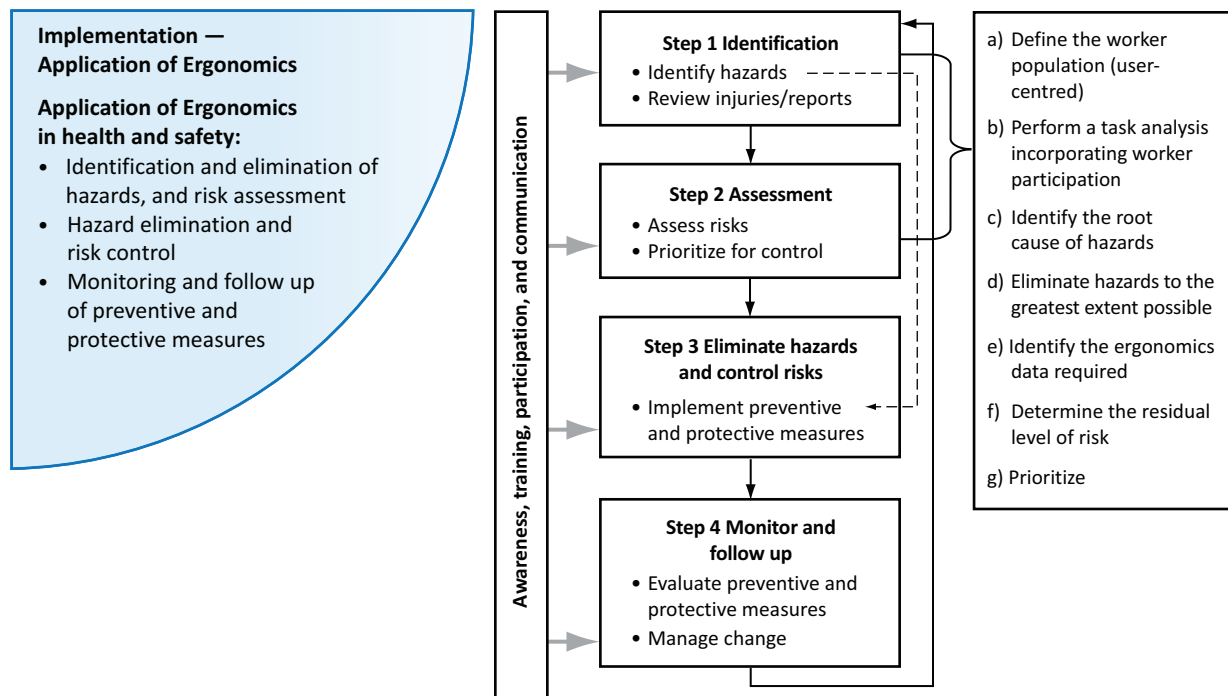 Implementation —
Application of Ergonomics
Application of Ergonomics
in health and safety:
• Identification and elimination of
hazards, and risk assessment
• Hazard elimination and
risk control
• Monitoring and follow up
of preventive and
protective measures
Awareness, training, participation, and communication
Step 1 Identification
• Identify hazards
• Review injuries/reports
Step 2 Assessment
• Assess risks
• Prioritize for control
Step 3 Eliminate hazards
and control risks
• Implement preventive
and protective measures
Step 4 Monitor and
follow up
• Evaluate preventive and
protective measures
• Manage change
a) Define the worker
population (user-
centred)
b) Perform a task analysis
incorporating worker
participation
c) Identify the root
cause of hazards
d) Eliminate hazards to the
greatest extent possible
e) Identify the ergonomics
data required
f) Determine the residual
level of risk
g) Prioritize